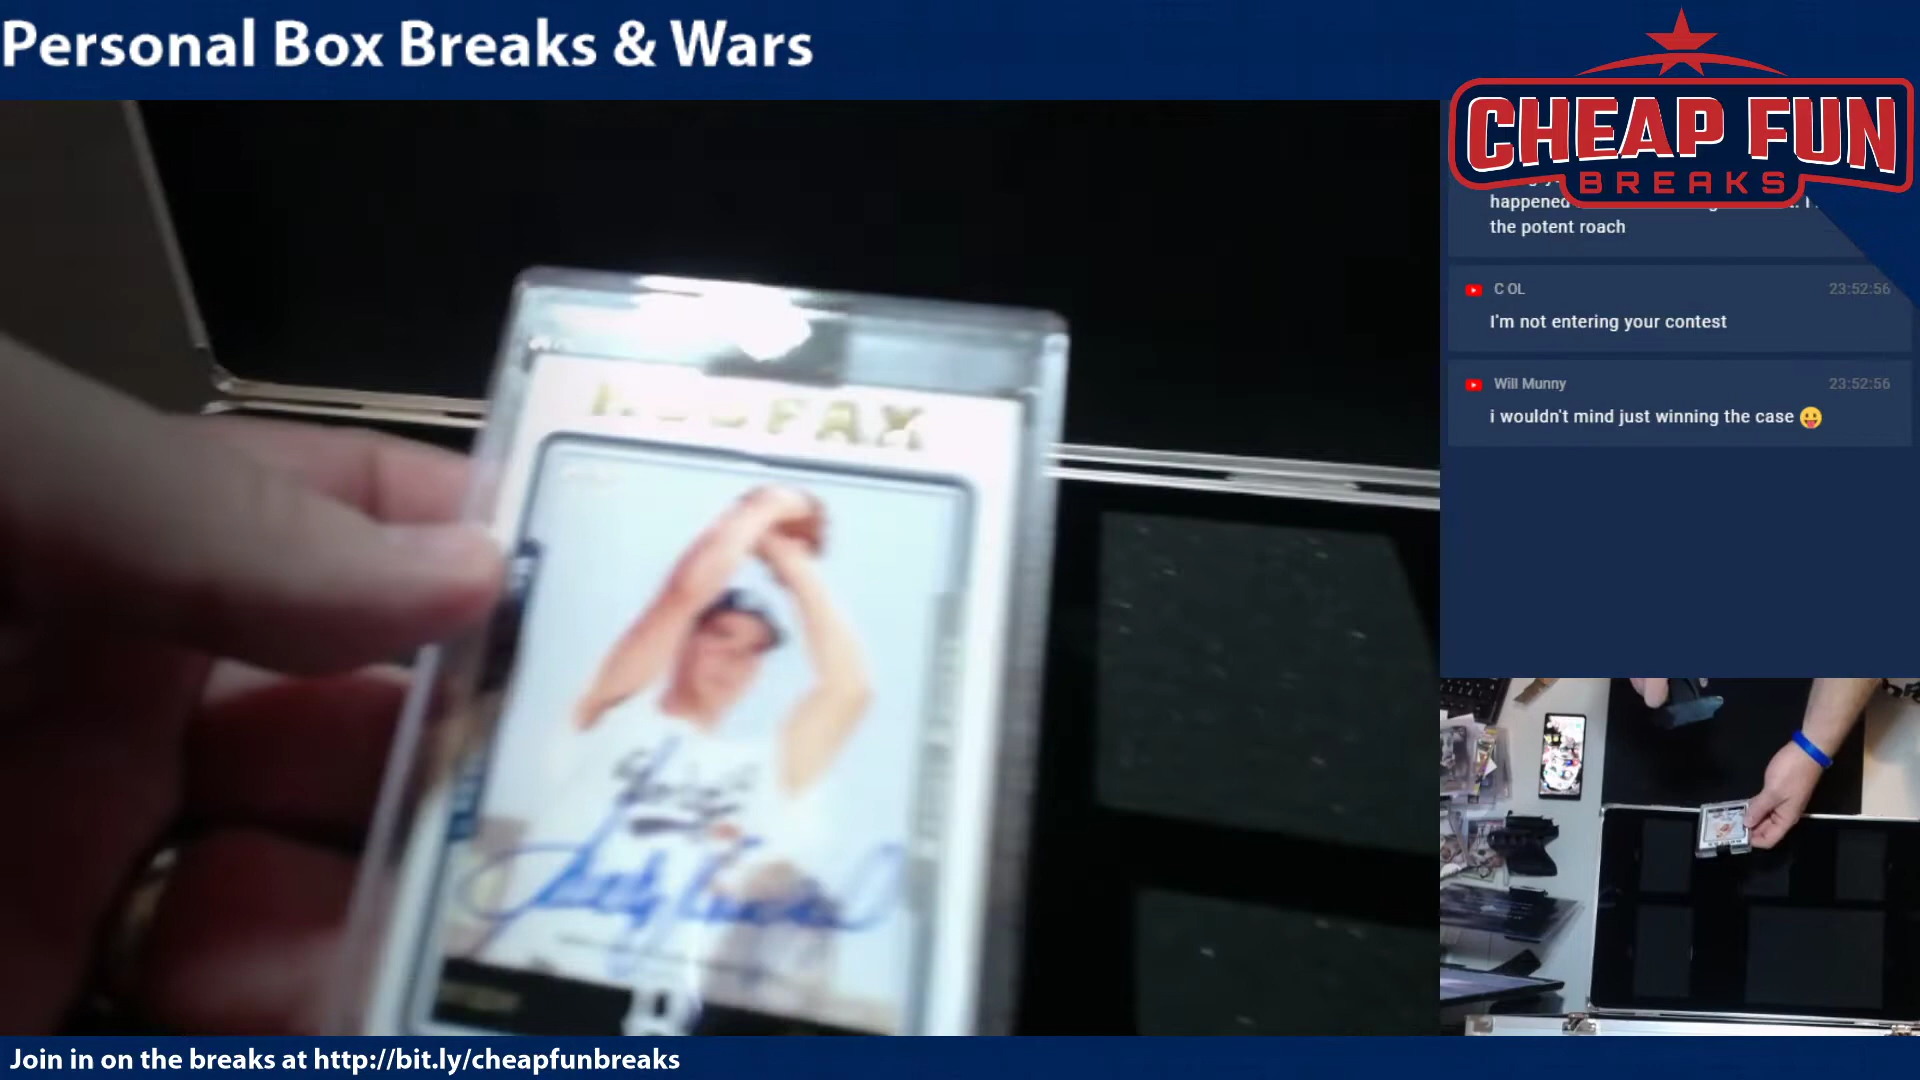 Personal Box Breaks & Wars
CHEAP FUN
BREAKS
happened
the potent roach
C OL
23:52:56
I'm not entering your contest
Will Munny
23:52:56
i wouldn't mind just winning the case 😛
KOUFAX
Join in on the breaks at http://bit.ly/cheapfunbreaks